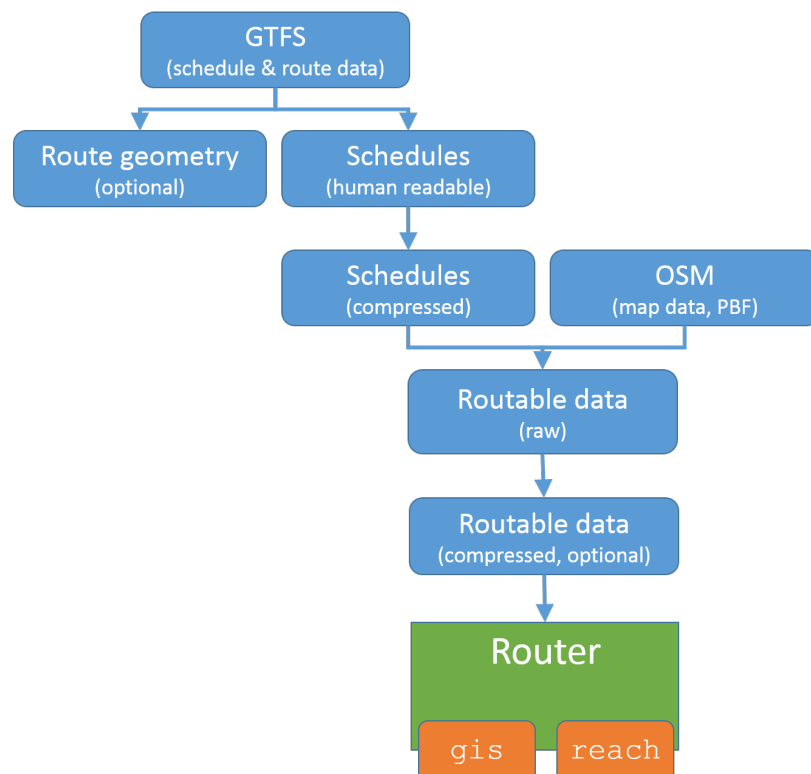 GTFS
(schedule & route data)
Route geometry
(optional)
Schedules
(human readable)
Schedules
(compressed)
OSM
(map data, PBF)
Routable data
(raw)
Routable data
(compressed, optional)
Router
gis
reach